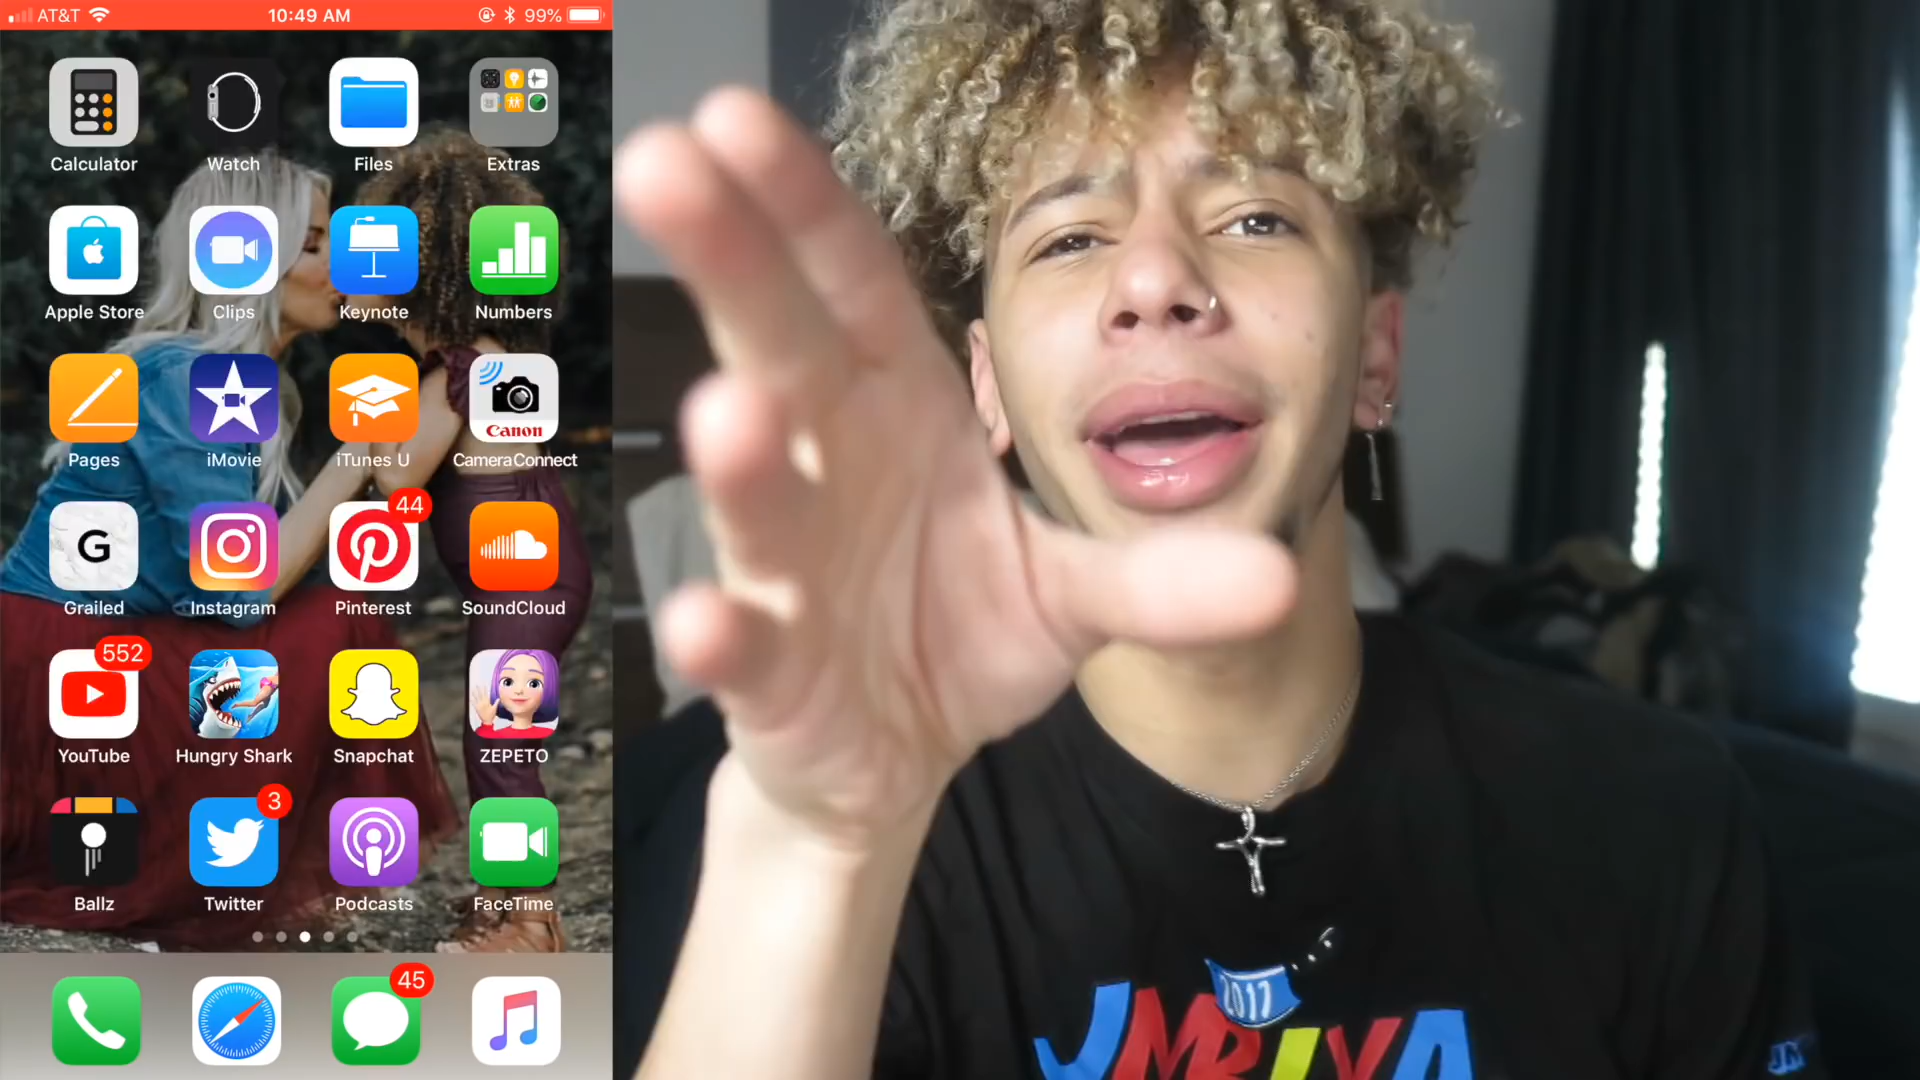 AT&T 10:49 AM 99%
Calculator Watch Files Extras
Apple Store Clips Keynote Numbers
Canon
Pages iMovie iTunes U CameraConnect
44
G
Grailed Instagram Pinterest SoundCloud
552
YouTube Hungry Shark Snapchat ZEPETO
3
Ballz Twitter Podcasts FaceTime
45
2017